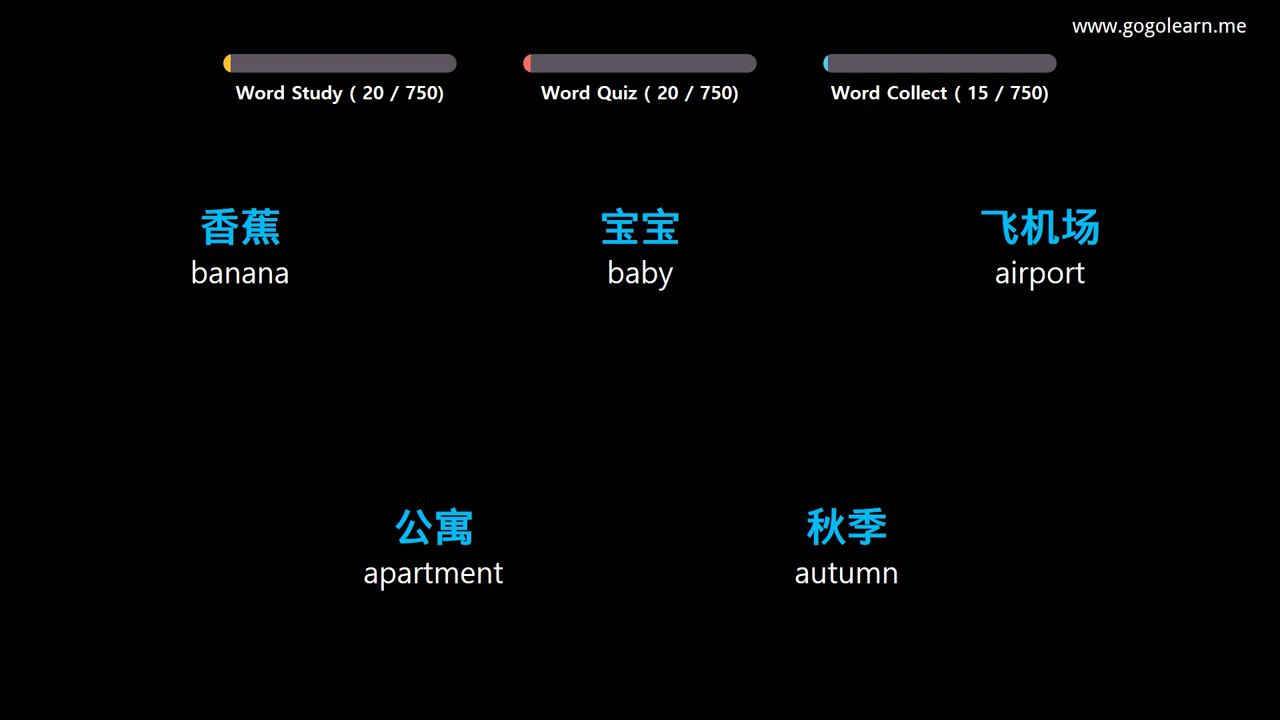 www.gogolearn.me
Word Study ( 20 / 750)
Word Quiz ( 20 / 750)
Word Collect ( 15 / 750)
香蕉
banana
宝宝
baby
飞机场
airport
公寓
apartment
秋季
autumn